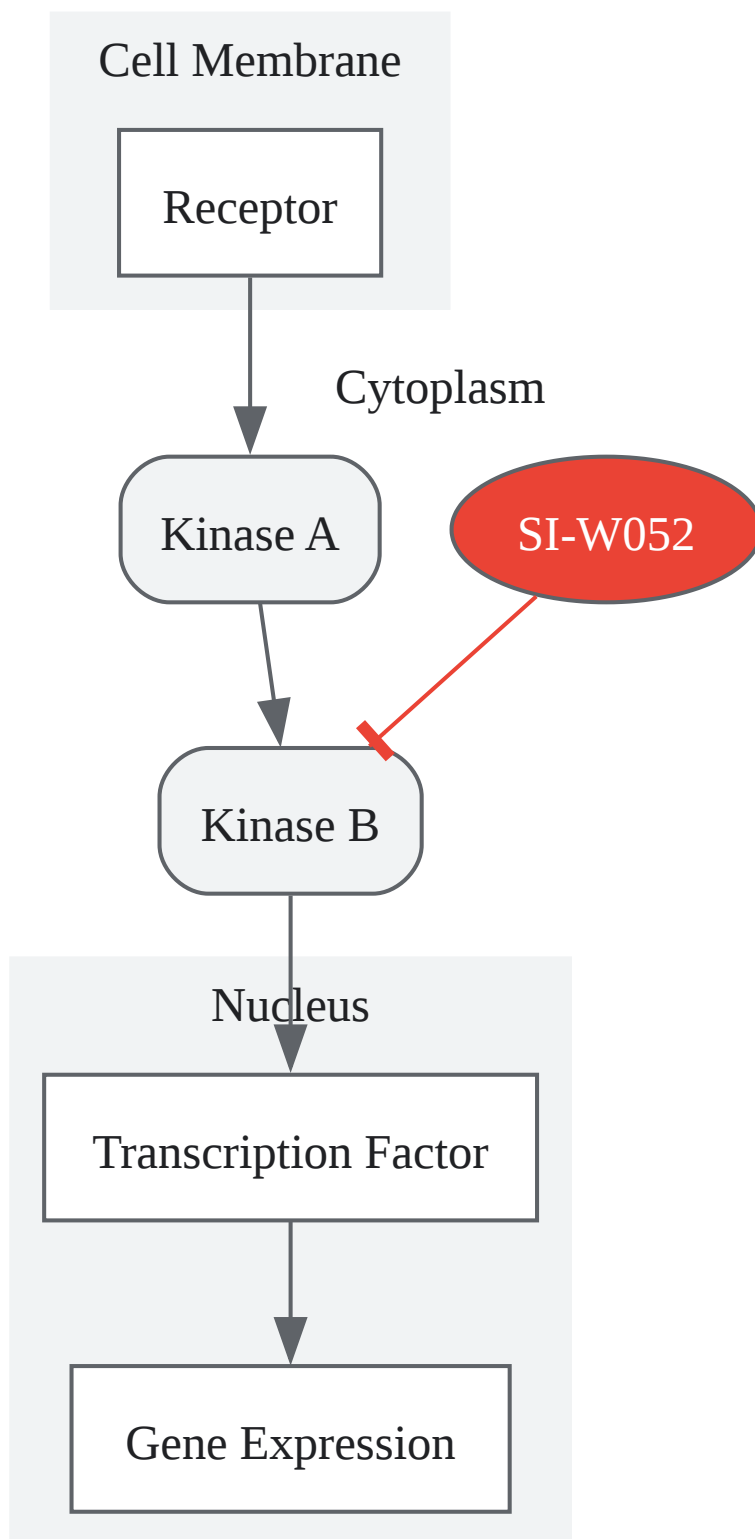 Cell Membrane
Receptor
Cytoplasm
Kinase A
SI-W052
Kinase B
Nucleus
Transcription Factor
Gene Expression